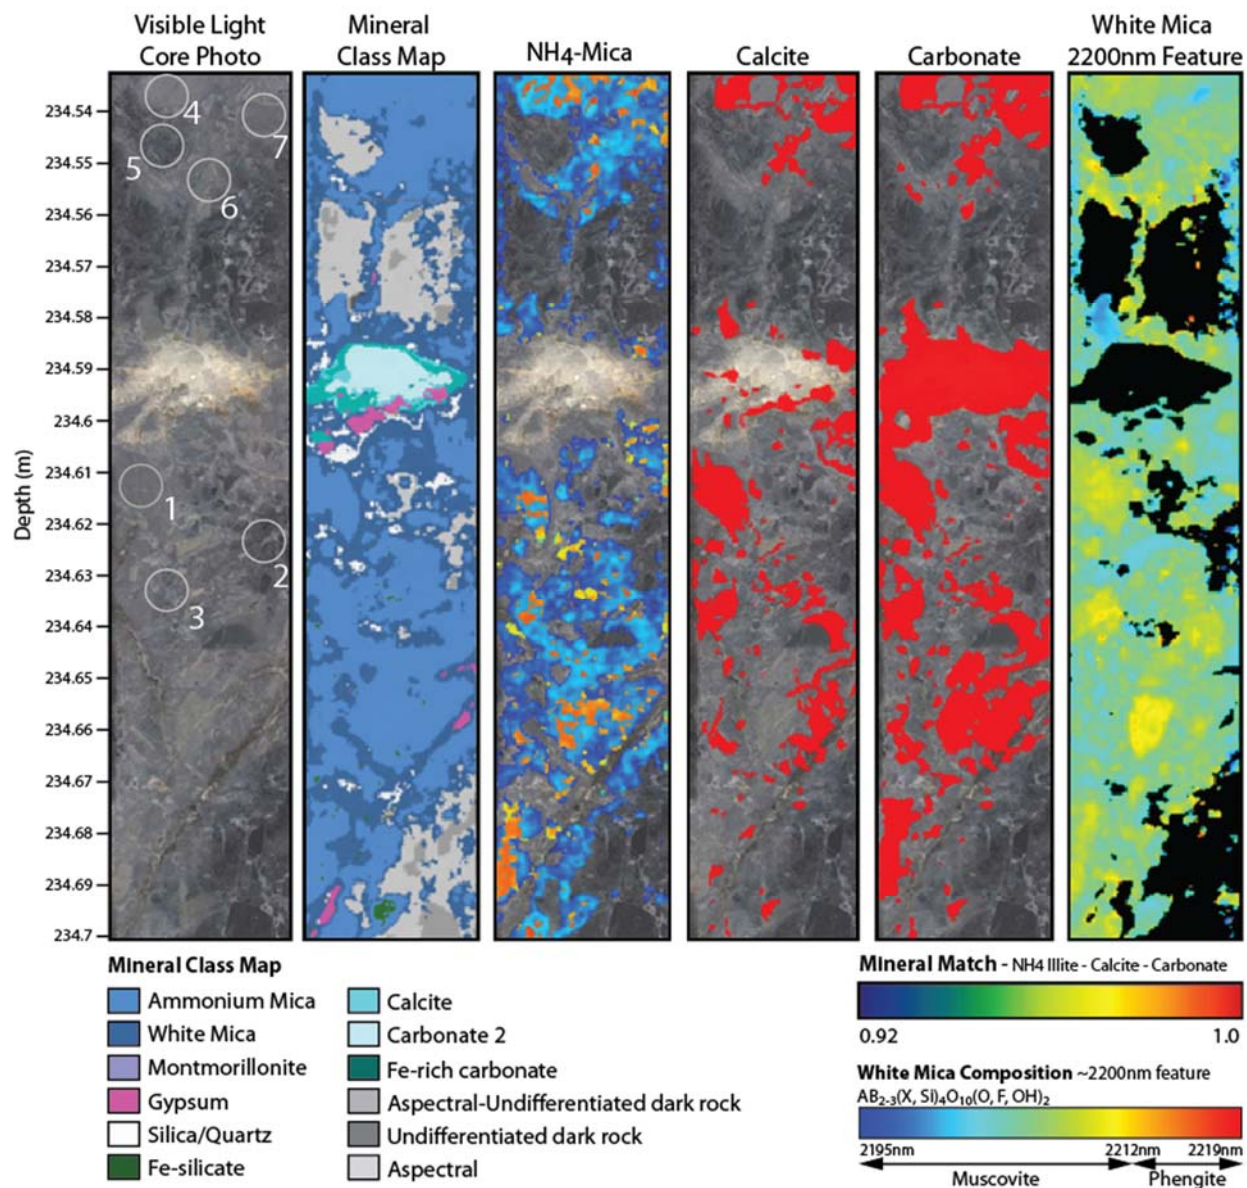 Visible Light
Core Photo
Mineral
Class Map
NH4-Mica
Calcite
Carbonate
White Mica
2200nm Feature
Depth (m)
234.54
234.55
234.56
234.57
234.58
234.59
234.6
234.61
234.62
234.63
234.64
234.65
234.66
234.67
234.68
234.69
234.7
4
7
5
6
1
2
3
Mineral Class Map
Ammonium Mica
White Mica
Montmorillonite
Gypsum
Silica/Quartz
Fe-silicate
Calcite
Carbonate 2
Fe-rich carbonate
Aspectral-Undifferentiated dark rock
Undifferentiated dark rock
Aspectral
Mineral Match - NH4 Illite - Calcite - Carbonate
0.92 1.0
White Mica Composition ~2200nm feature
AB₂₋₃(X, Si)₄O₁₀(O, F, OH)₂
2195nm 2212nm 2219nm
Muscovite Phengite